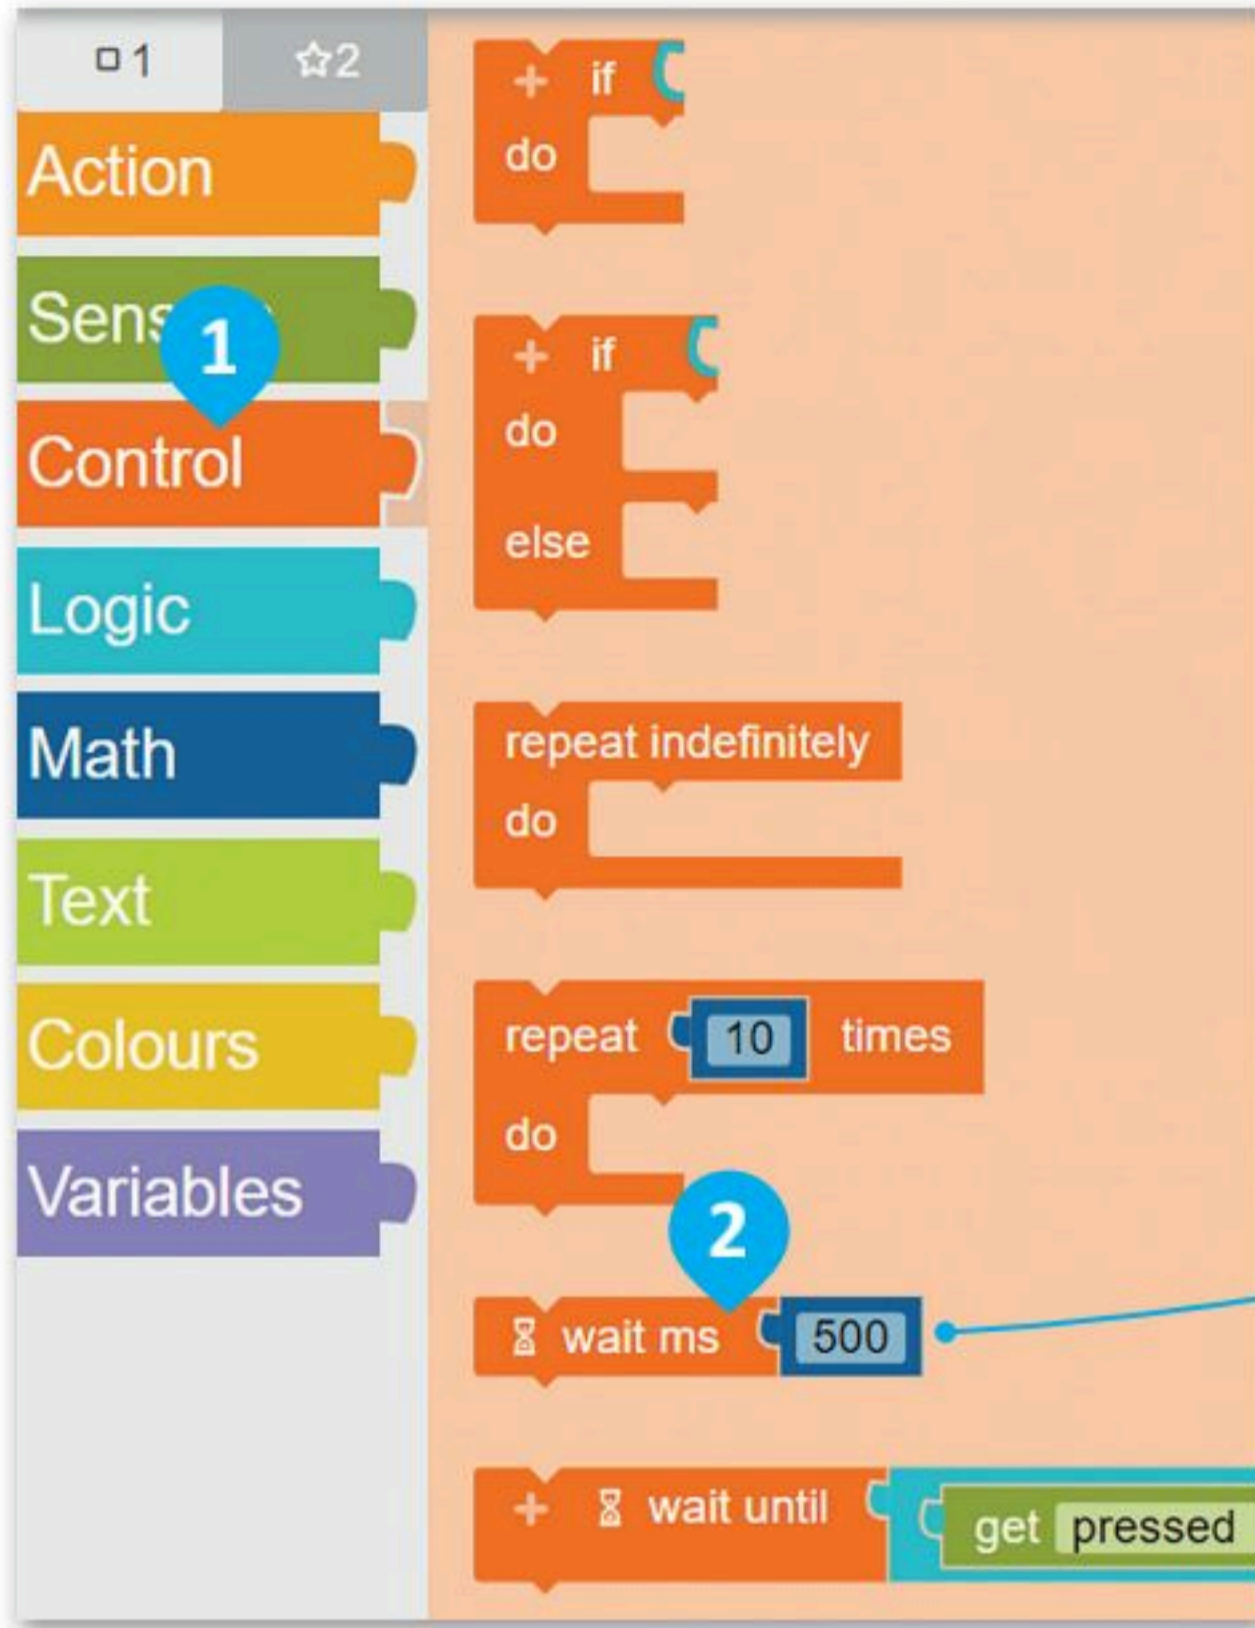 1
2
Action
Sens
1
Control
Logic
Math
Text
Colours
Variables
if
do
if
do
else
repeat indefinitely
do
repeat 10 times
do
2
wait ms 500
wait until get pressed